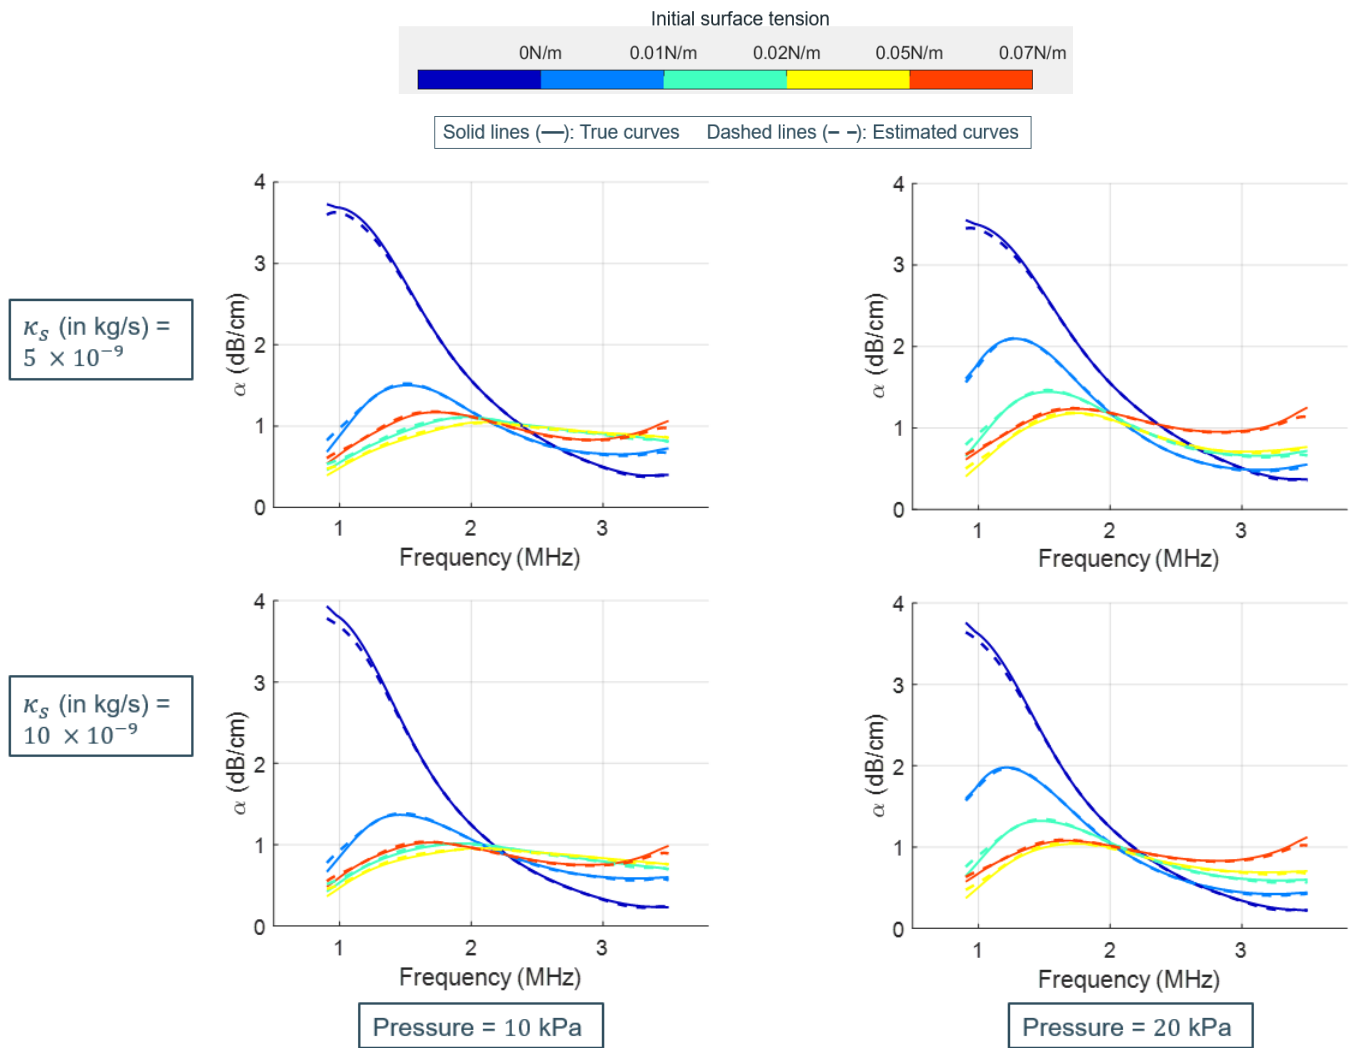 Initial surface tension
0N/m 0.01N/m 0.02N/m 0.05N/m 0.07N/m
Solid lines (—): True curves Dashed lines (– –): Estimated curves
κₛ (in kg/s) =
5 × 10⁻⁹
4
3
2
1
0
α (dB/cm)
1 2 3
Frequency (MHz)
4
3
2
1
0
α (dB/cm)
1 2 3
Frequency (MHz)
κₛ (in kg/s) =
10 × 10⁻⁹
4
3
2
1
0
α (dB/cm)
1 2 3
Frequency (MHz)
4
3
2
1
0
α (dB/cm)
1 2 3
Frequency (MHz)
Pressure = 10 kPa
Pressure = 20 kPa